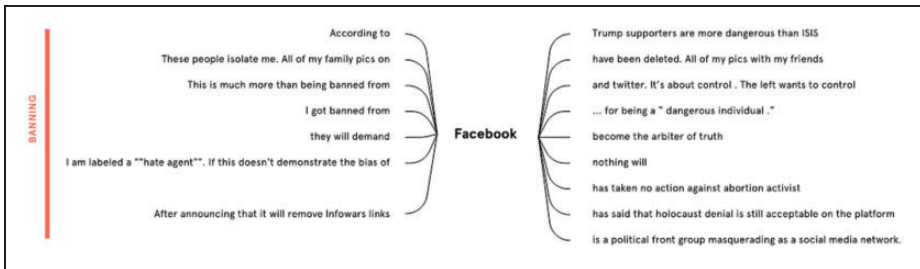 BANNING
According to
These people isolate me. All of my family pics on
This is much more than being banned from
I got banned from
they will demand
I am labeled a ""hate agent"". If this doesn't demonstrate the bias of
After announcing that it will remove Infowars links
Facebook
Trump supporters are more dangerous than ISIS
have been deleted. All of my pics with my friends
and twitter. It's about control . The left wants to control
... for being a " dangerous individual ."
become the arbiter of truth
nothing will
has taken no action against abortion activist
has said that holocaust denial is still acceptable on the platform
is a political front group masquerading as a social media network.